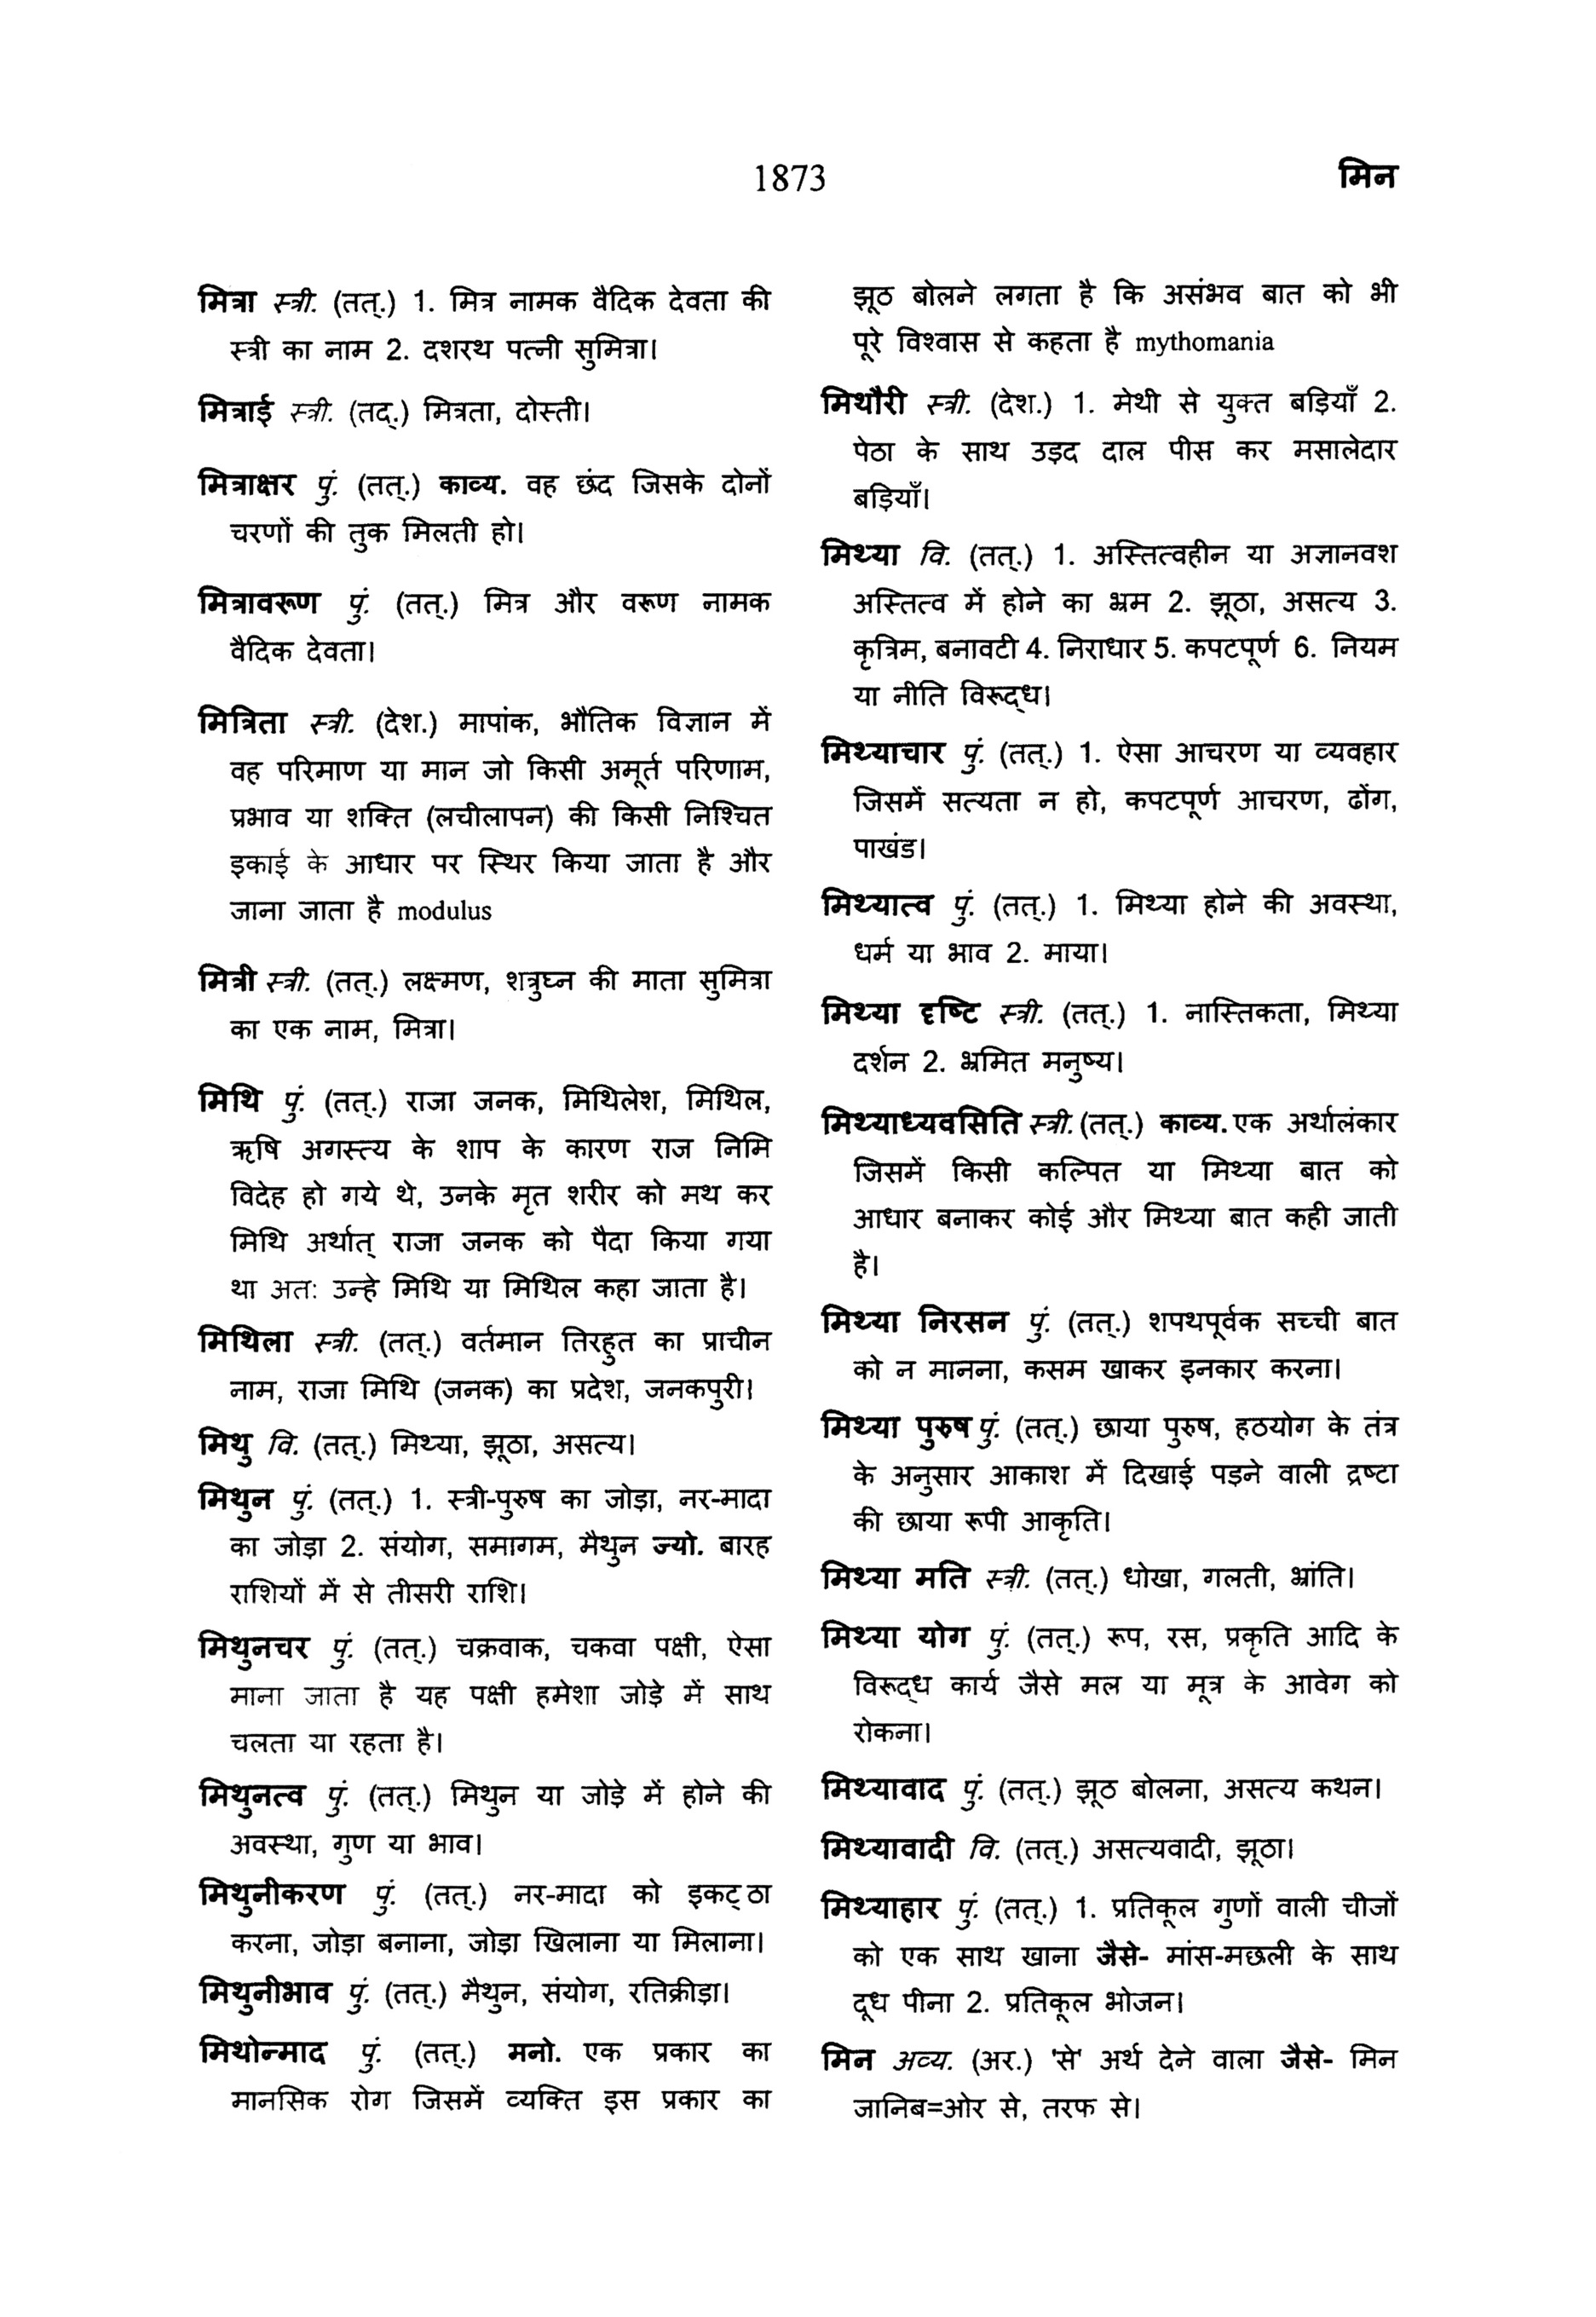 1873
मिन
मित्रा स्त्री. (तत्.) 1. मित्र नामक वैदिक देवता की
स्त्री का नाम 2. दशरथ पत्नी सुमित्रा।
मित्राई स्त्री. (तद्.) मित्रता, दोस्ती।
मित्राक्षर पुं. (तत्.) काव्य. वह छंद जिसके दोनों
चरणों की तुक मिलती हो।
मित्रावरूण पुं. (तत्.) मित्र और वरूण नामक
वैदिक देवता।
मित्रिता स्त्री. (देश.) मापांक, भौतिक विज्ञान में
वह परिमाण या मान जो किसी अमूर्त परिणाम,
प्रभाव या शक्ति (लचीलापन) की किसी निश्चित
इकाई के आधार पर स्थिर किया जाता है और
जाना जाता है modulus
मित्री स्त्री. (तत्.) लक्ष्मण, शत्रुघ्न की माता सुमित्रा
का एक नाम, मित्रा।
मिथि पुं. (तत्.) राजा जनक, मिथिलेश, मिथिल,
ऋषि अगस्त्य के शाप के कारण राज निमि
विदेह हो गये थे, उनके मृत शरीर को मथ कर
मिथि अर्थात् राजा जनक को पैदा किया गया
था अतः उन्हे मिथि या मिथिल कहा जाता है।
मिथिला स्त्री. (तत्.) वर्तमान तिरहुत का प्राचीन
नाम, राजा मिथि (जनक) का प्रदेश, जनकपुरी।
मिथु वि. (तत्.) मिथ्या, झूठा, असत्य।
मिथुन पुं. (तत्.) 1. स्त्री-पुरुष का जोड़ा, नर-मादा
का जोड़ा 2. संयोग, समागम, मैथुन ज्यो. बारह
राशियों में से तीसरी राशि।
मिथुनचर पुं. (तत्.) चक्रवाक, चकवा पक्षी, ऐसा
माना जाता है यह पक्षी हमेशा जोड़े में साथ
चलता या रहता है।
मिथुनत्व पुं. (तत्.) मिथुन या जोड़े में होने की
अवस्था, गुण या भाव।
मिथुनीकरण पुं. (तत्.) नर-मादा को इकट्ठा
करना, जोड़ा बनाना, जोड़ा खिलाना या मिलाना।
मिथुनीभाव पुं. (तत्.) मैथुन, संयोग, रतिक्रीड़ा।
मिथोन्माद पुं. (तत्.) मनो. एक प्रकार का
मानसिक रोग जिसमें व्यक्ति इस प्रकार का
झूठ बोलने लगता है कि असंभव बात को भी
पूरे विश्वास से कहता है mythomania
मिथौरी स्त्री. (देश.) 1. मेथी से युक्त बड़ियाँ 2.
पेठा के साथ उड़द दाल पीस कर मसालेदार
बड़ियाँ।
मिथ्या वि. (तत्.) 1. अस्तित्वहीन या अज्ञानवश
अस्तित्व में होने का भ्रम 2. झूठा, असत्य 3.
कृत्रिम, बनावटी 4. निराधार 5. कपटपूर्ण 6. नियम
या नीति विरूद्ध।
मिथ्याचार पुं. (तत्.) 1. ऐसा आचरण या व्यवहार
जिसमें सत्यता न हो, कपटपूर्ण आचरण, ढोंग,
पाखंड।
मिथ्यात्व पुं. (तत्.) 1. मिथ्या होने की अवस्था,
धर्म या भाव 2. माया।
मिथ्या दृष्टि स्त्री. (तत्.) 1. नास्तिकता, मिथ्या
दर्शन 2. भ्रमित मनुष्य।
मिथ्याध्यवसिति स्त्री. (तत्.) काव्य. एक अर्थालंकार
जिसमें किसी कल्पित या मिथ्या बात को
आधार बनाकर कोई और मिथ्या बात कही जाती
है।
मिथ्या निरसन पुं. (तत्.) शपथपूर्वक सच्ची बात
को न मानना, कसम खाकर इनकार करना।
मिथ्या पुरुष पुं. (तत्.) छाया पुरुष, हठयोग के तंत्र
के अनुसार आकाश में दिखाई पड़ने वाली द्रष्टा
की छाया रूपी आकृति।
मिथ्या मति स्त्री. (तत्.) धोखा, गलती, भ्रांति।
मिथ्या योग पुं. (तत्.) रूप, रस, प्रकृति आदि के
विरूद्ध कार्य जैसे मल या मूत्र के आवेग को
रोकना।
मिथ्यावाद पुं. (तत्.) झूठ बोलना, असत्य कथन।
मिथ्यावादी वि. (तत्.) असत्यवादी, झूठा।
मिथ्याहार पुं. (तत्.) 1. प्रतिकूल गुणों वाली चीजों
को एक साथ खाना जैसे- मांस-मछली के साथ
दूध पीना 2. प्रतिकूल भोजन।
मिन अव्य. (अर.) 'से' अर्थ देने वाला जैसे- मिन
जानिब=ओर से, तरफ से।